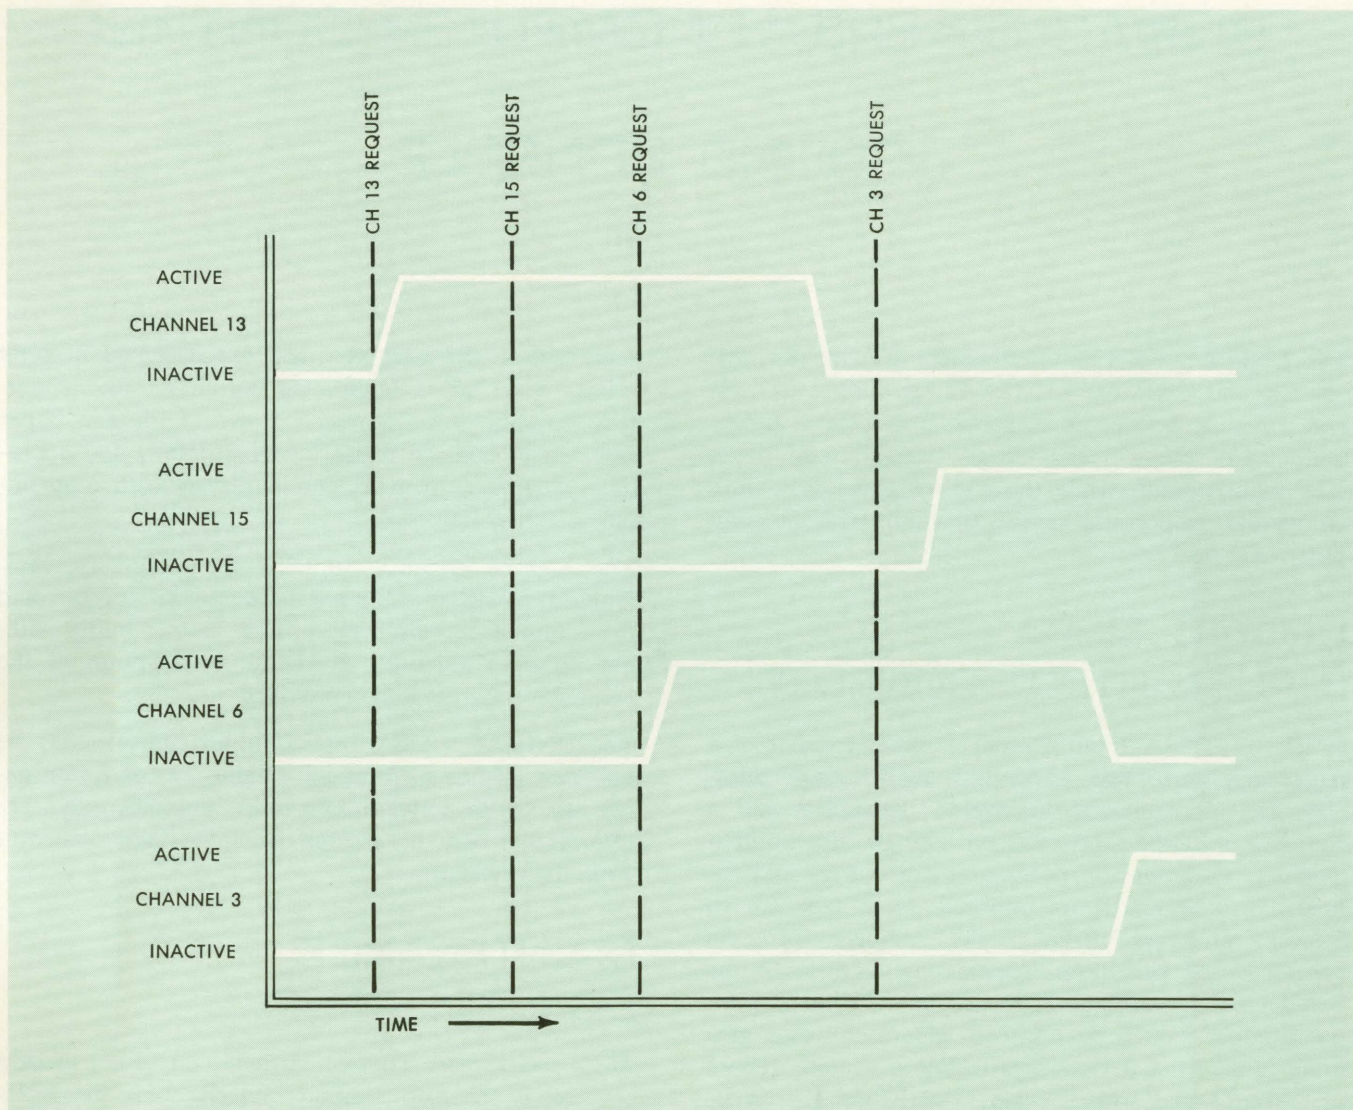 CH 13 REQUEST
CH 15 REQUEST
CH 6 REQUEST
CH 3 REQUEST
ACTIVE
CHANNEL 13
INACTIVE
ACTIVE
CHANNEL 15
INACTIVE
ACTIVE
CHANNEL 6
INACTIVE
ACTIVE
CHANNEL 3
INACTIVE
TIME